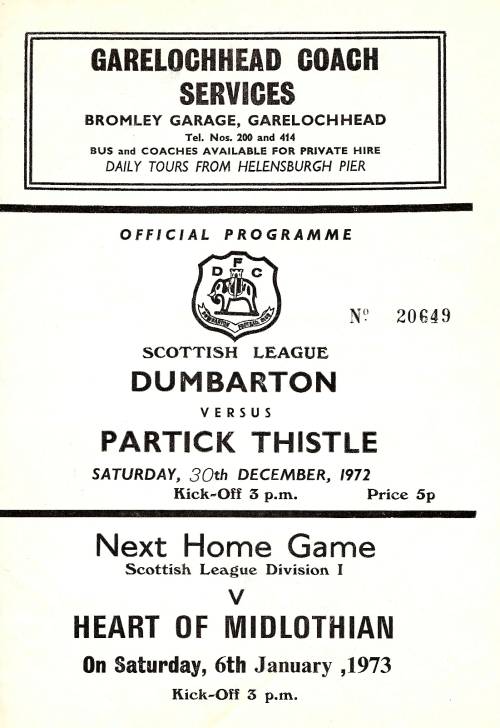 GARELOCHHEAD COACH
SERVICES
BROMLEY GARAGE, GARELOCHHEAD
Tel. Nos. 200 and 414
BUS and COACHES AVAILABLE FOR PRIVATE HIRE
DAILY TOURS FROM HELENSBURGH PIER
OFFICIAL PROGRAMME
D F C
DUMBARTON FOOTBALL CLUB
Nº 20649
SCOTTISH LEAGUE
DUMBARTON
VERSUS
PARTICK THISTLE
SATURDAY, 30th DECEMBER, 1972
Kick-Off 3 p.m. Price 5p
Next Home Game
Scottish League Division I
V
HEART OF MIDLOTHIAN
On Saturday, 6th January ,1973
Kick-Off 3 p.m.